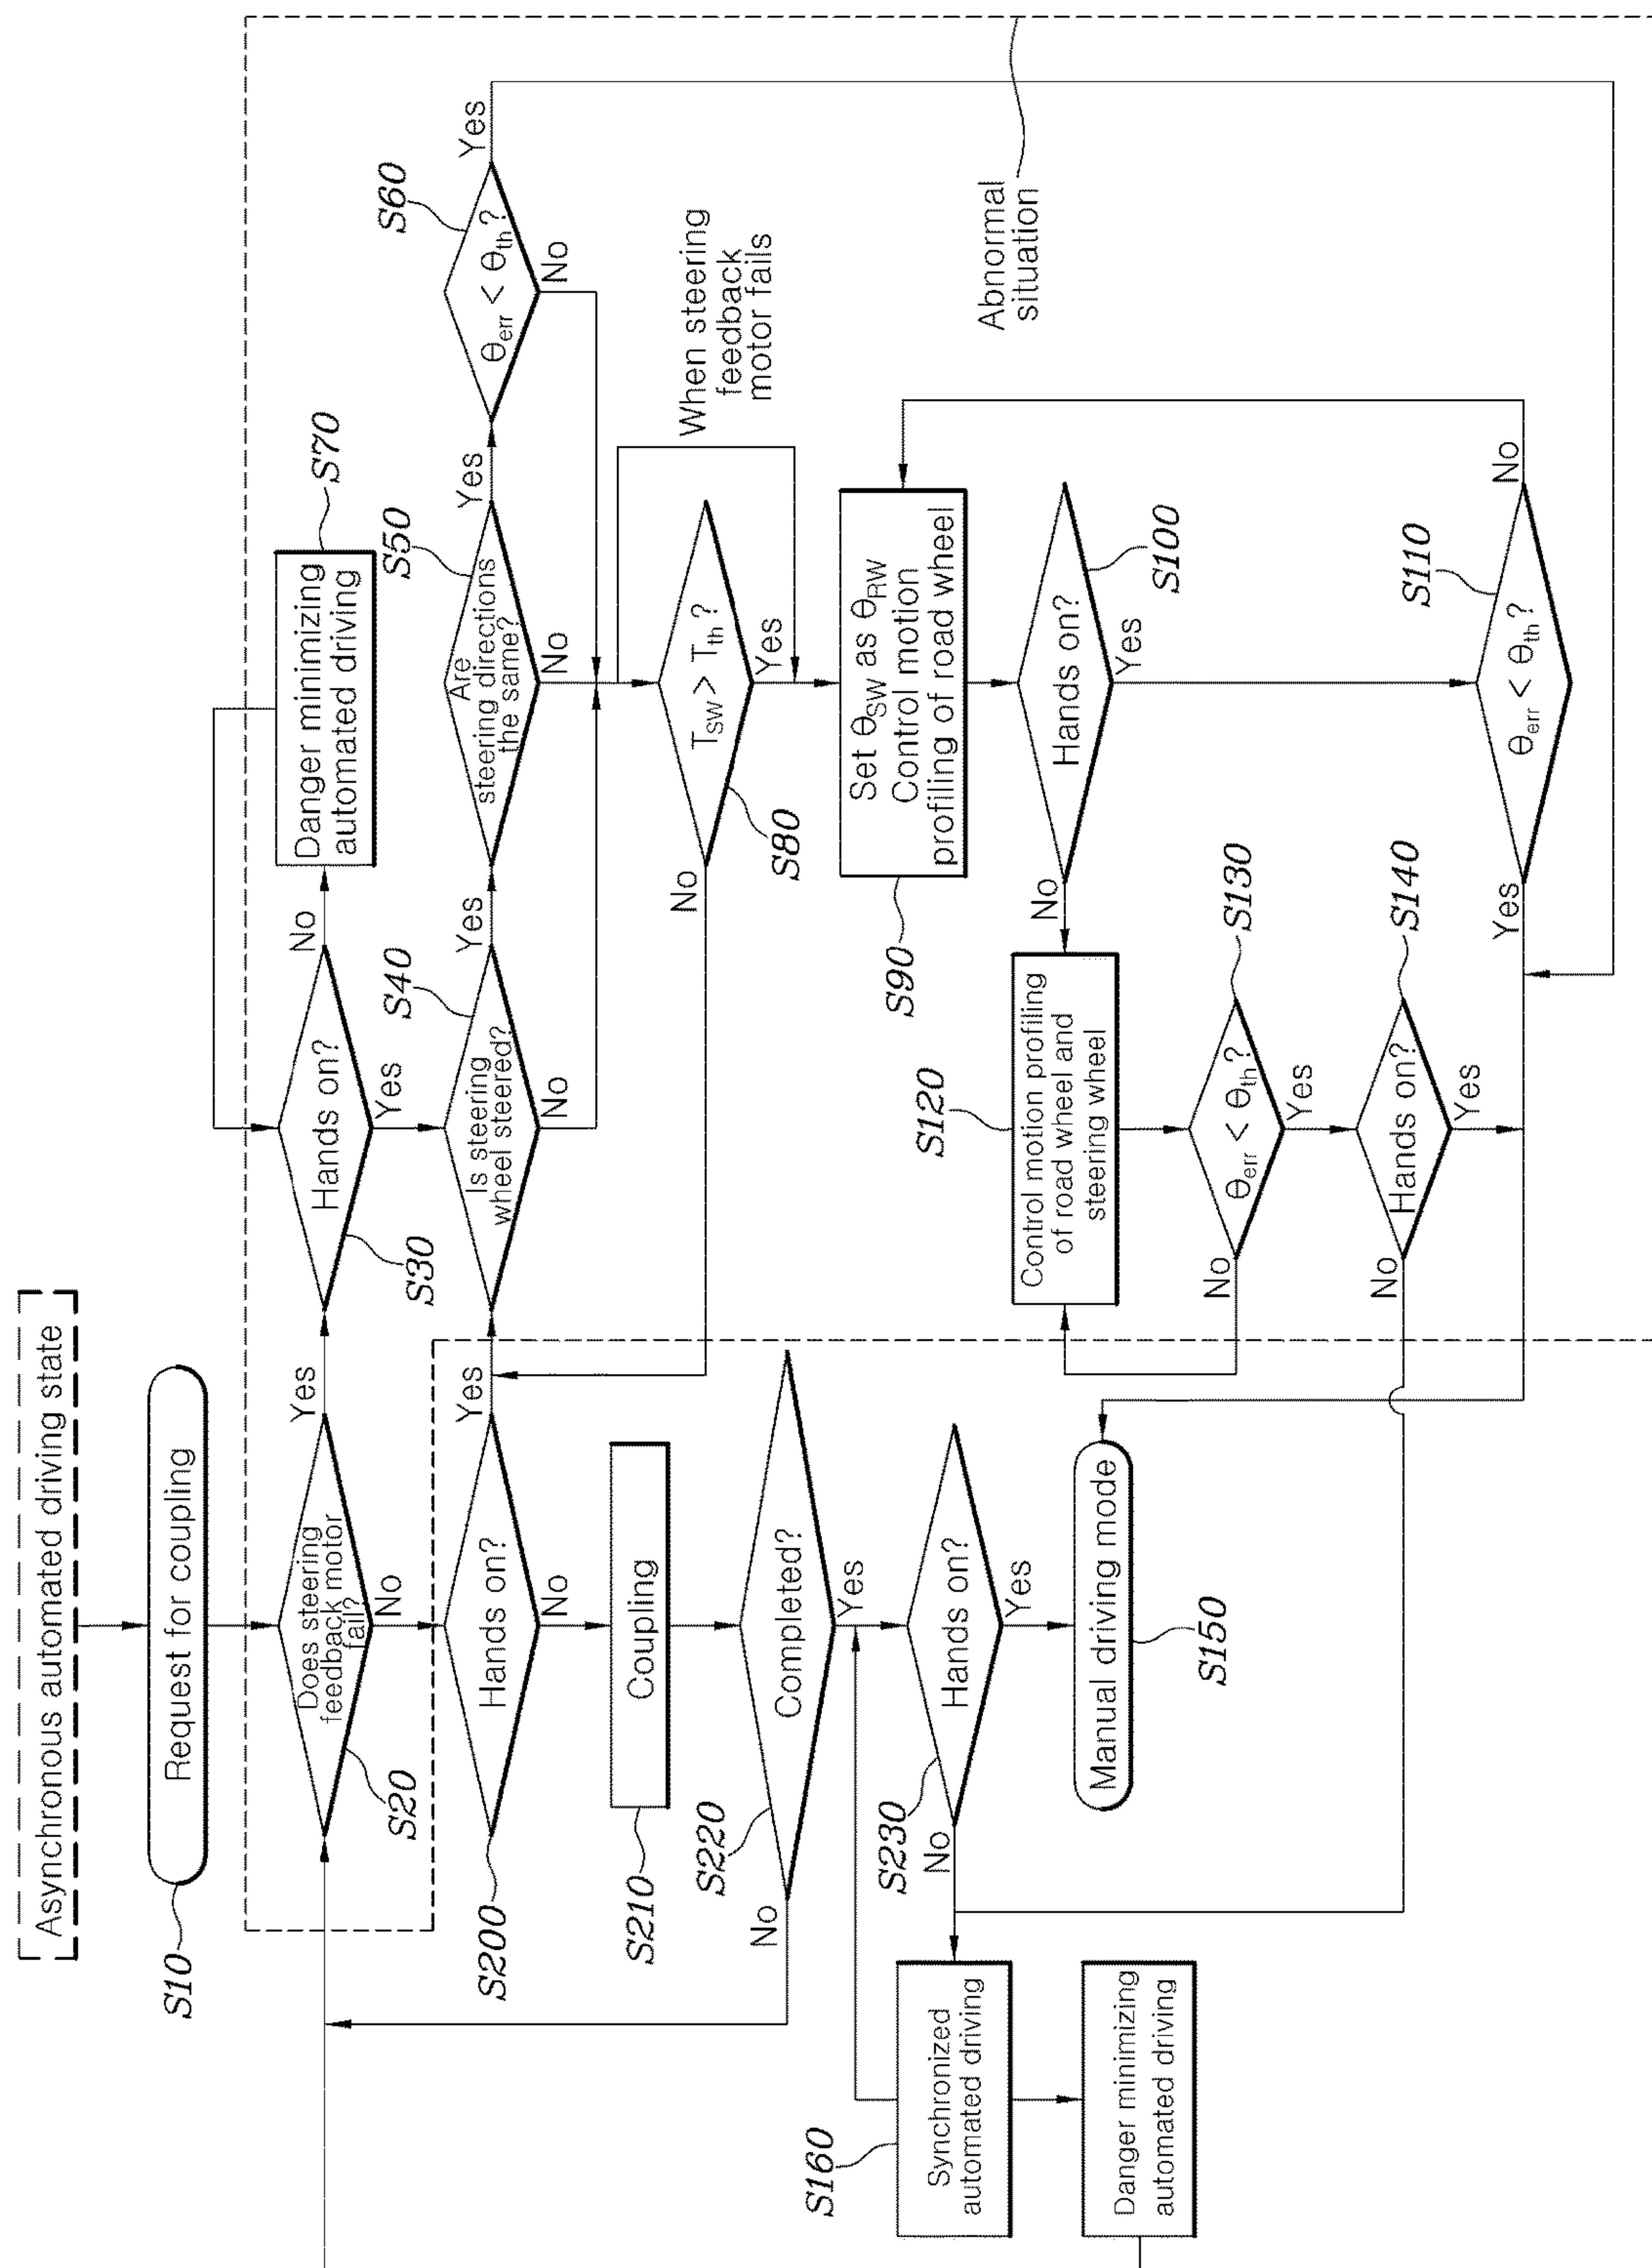 Asynchronous automated driving state
S10
Request for coupling
S20
Does steering
feedback motor
fail?
Yes
No
S30
Hands on?
No
Yes
S70
Danger minimizing
automated driving
S200
Hands on?
Yes
No
S40
Is steering
wheel steered?
Yes
No
S50
Are
steering directions
the same?
Yes
No
S60
θerr < θth?
Yes
No
S210
Coupling
S80
TSW > Tth?
No
Yes
When steering
feedback
motor fails
S220
Completed?
No
Yes
S90
Set θSW as θRW
Control motion
profiling of road wheel
S230
Hands on?
No
Yes
S100
Hands on?
No
Yes
Abnormal
situation
S160
Synchronized
automated driving
S120
Control motion profiling
of road wheel and
steering wheel
Manual driving mode
S150
Danger minimizing
automated driving
S130
θerr < θth?
No
Yes
S140
Hands on?
No
Yes
S110
θerr < θth?
Yes
No